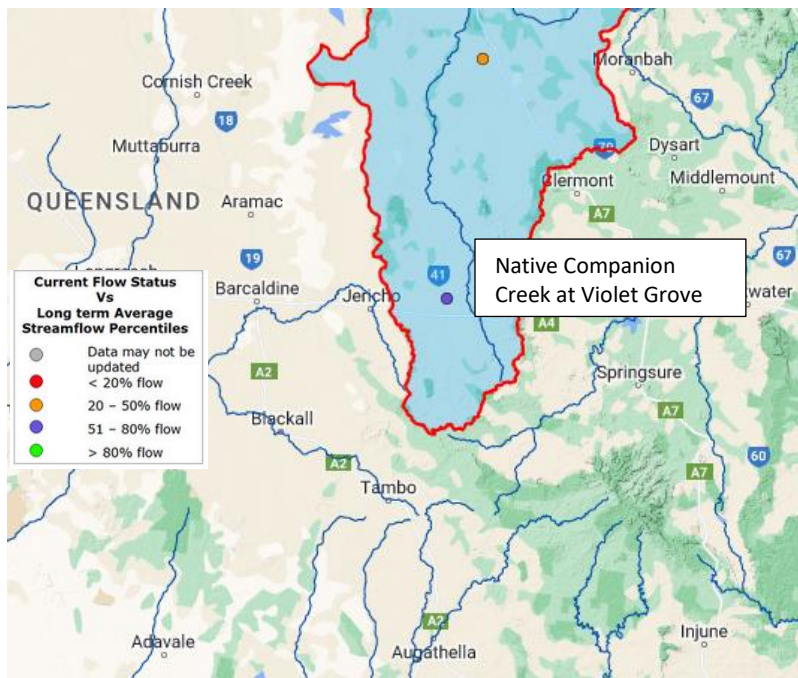 Moranbah
Cornish Creek
67
18
Muttaburra
70
Dysart
Clermont
Middlemount
QUEENSLAND
Aramac
A7
19
67
41
Native Companion
Creek at Violet Grove
Current Flow Status
Vs
Long term Average
Streamflow Percentiles
Data may not be
updated
< 20% flow
20 – 50% flow
51 – 80% flow
> 80% flow
Barcaldine
Jericho
water
A4
A2
Springsure
A7
Blackall
60
A2
A7
Tambo
A2
Injune
Adavale
Augathella